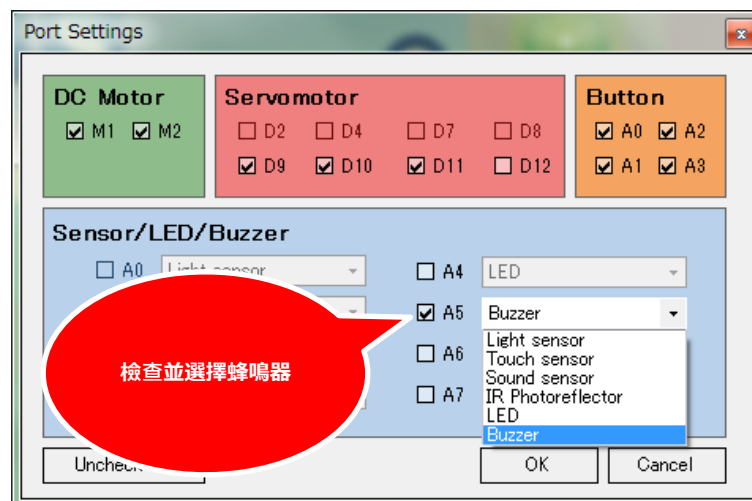 Port Settings
DC Motor
M1 M2
Servomotor
D2 D4 D7 D8
D9 D10 D11 D12
Button
A0 A2
A1 A3
Sensor/LED/Buzzer
A0 Light sensor
A4 LED
A5 Buzzer
Light sensor
Touch sensor
Sound sensor
IR Photoreflector
LED
Buzzer
A6
A7
檢查並選擇蜂鳴器
Uncheck
OK
Cancel